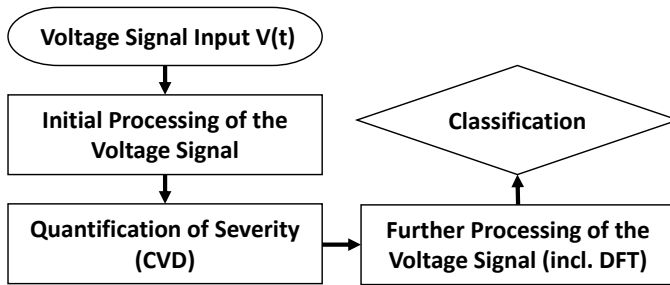 Voltage Signal Input V(t)
Initial Processing of the
Voltage Signal
Quantification of Severity
(CVD)
Further Processing of the
Voltage Signal (incl. DFT)
Classification